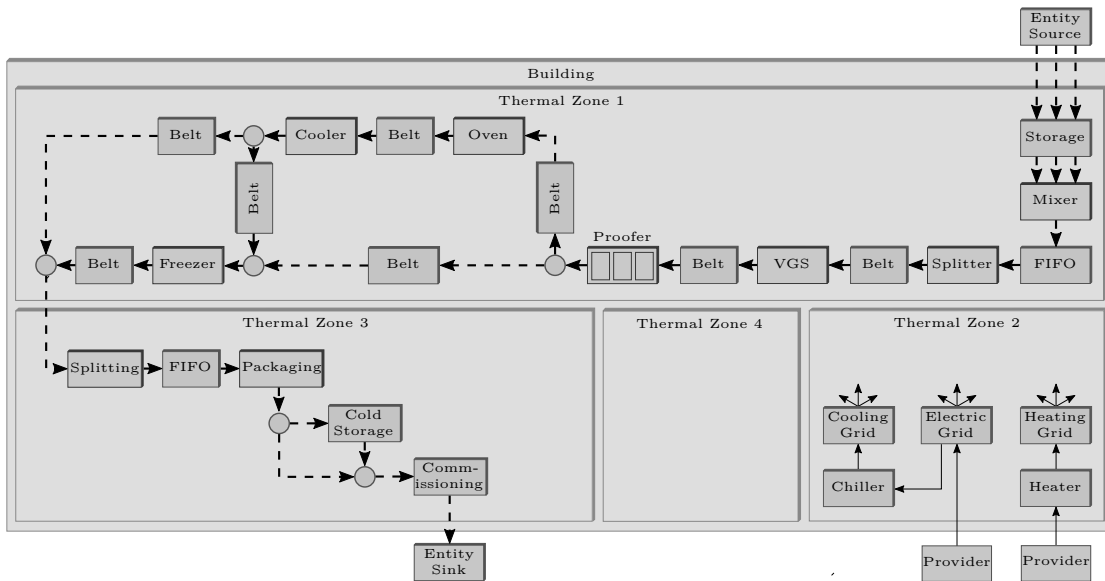 Entity
Source
Building
Thermal Zone 1
Belt
Cooler
Belt
Oven
Storage
Belt
Belt
Mixer
Proofer
Belt
Freezer
Belt
Belt
VGS
Belt
Splitter
FIFO
Thermal Zone 3
Thermal Zone 4
Thermal Zone 2
Splitting
FIFO
Packaging
Cold
Storage
Comm-
issioning
Cooling
Grid
Electric
Grid
Heating
Grid
Chiller
Heater
Entity
Sink
Provider
Provider